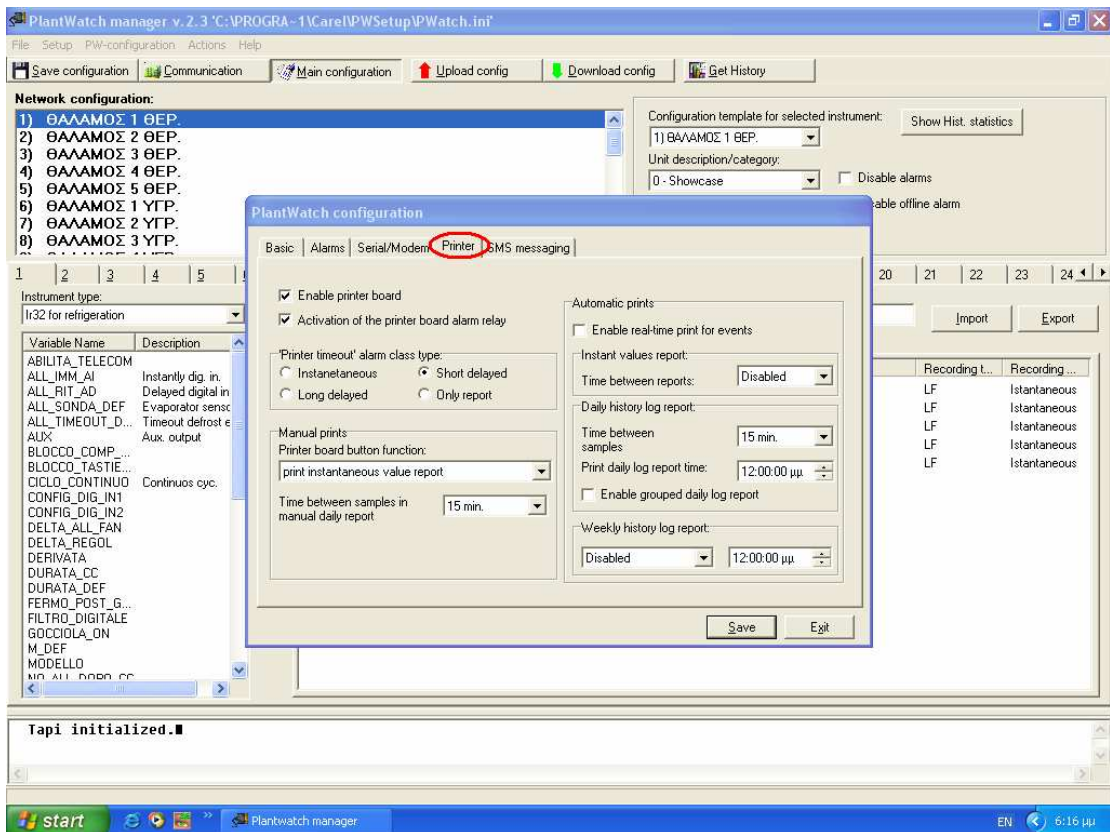 PlantWatch manager v.2.3 'C:\PROGRA~1\Carel\PWSetup\PWatch.ini'
File Setup PW-configuration Actions Help
Save configuration Communication Main configuration Upload config Download config Get History
Network configuration:
1) ΘΑΛΑΜΟΣ 1 ΘΕΡ.
2) ΘΑΛΑΜΟΣ 2 ΘΕΡ.
3) ΘΑΛΑΜΟΣ 3 ΘΕΡ.
4) ΘΑΛΑΜΟΣ 4 ΘΕΡ.
5) ΘΑΛΑΜΟΣ 5 ΘΕΡ.
6) ΘΑΛΑΜΟΣ 1 ΥΓΡ.
7) ΘΑΛΑΜΟΣ 2 ΥΓΡ.
8) ΘΑΛΑΜΟΣ 3 ΥΓΡ.
Configuration template for selected instrument:
Show Hist. statistics
1) ΘΑΛΑΜΟΣ 1 ΘΕΡ.
Unit description/category:
0 - Showcase
Disable alarms
able offline alarm
1 2 3 4 5
20 21 22 23 24
Instrument type:
Ir32 for refrigeration
Import Export
Variable Name Description
ABILITA_TELECOM
ALL_IMM_AI Instantly dig. in.
ALL_RIT_AD Delayed digital in
ALL_SONDA_DEF Evaporator sensc
ALL_TIMEOUT_D... Timeout defrost e
AUX Aux. output
BLOCCO_COMP_...
BLOCCO_TASTIE...
CICLO_CONTINUO Continuos cyc.
CONFIG_DIG_IN1
CONFIG_DIG_IN2
DELTA_ALL_FAN
DELTA_REGOL
DERIVATA
DURATA_CC
DURATA_DEF
FERMO_POST_G...
FILTRO_DIGITALE
GOCCIOLA_ON
M_DEF
MODELLO
NO_ALL_DOPO_CC
Recording t... Recording ...
LF Istantaneous
LF Istantaneous
LF Istantaneous
LF Istantaneous
LF Istantaneous
PlantWatch configuration
Basic Alarms Serial/Modem Printer SMS messaging
Enable printer board
Activation of the printer board alarm relay
'Printer timeout' alarm class type:
Instanetaneous Short delayed
Long delayed Only report
Manual prints
Printer board button function:
print instantaneous value report
Time between samples in
manual daily report
15 min.
Automatic prints
Enable real-time print for events
Instant values report:
Time between reports: Disabled
Daily history log report:
Time between
samples
15 min.
Print daily log report time: 12:00:00 μμ
Enable grouped daily log report
Weekly history log report:
Disabled 12:00:00 μμ
Save Exit
Tapi initialized.
start Plantwatch manager EN 6:16 μμ